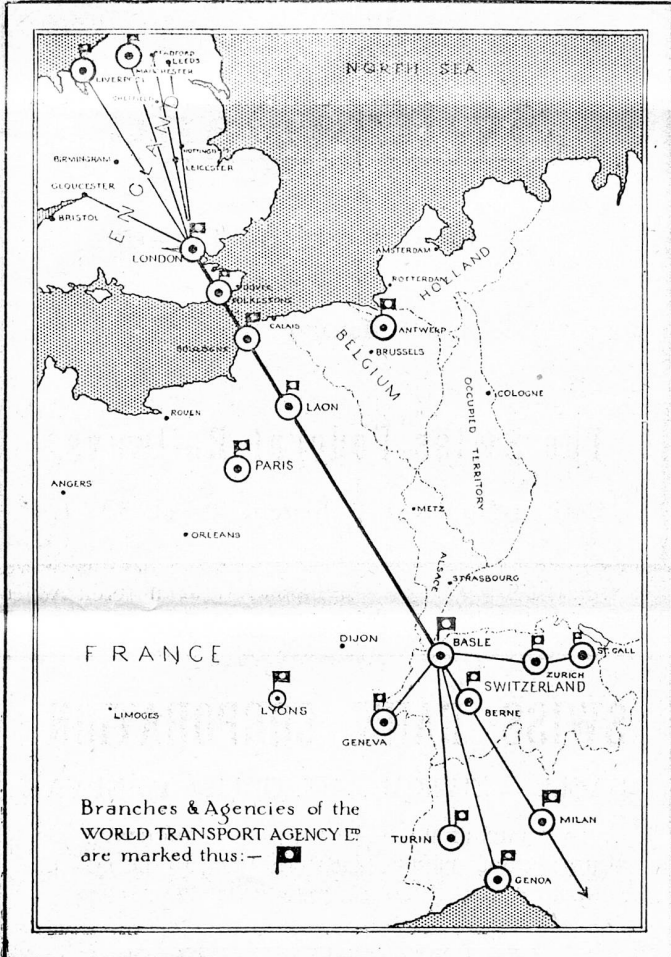 NORTH SEA
BRADFORD
LEEDS
MANCHESTER
LIVERPOOL
SHEFFIELD
ENGLAND
NOTTINGHAM
LEICESTER
BIRMINGHAM
GLOUCESTER
BRISTOL
LONDON
DOVER
FOLKESTONE
AMSTERDAM
HOLLAND
ROTTERDAM
CALAIS
BOULOGNE
ANTWERP
BRUSSELS
BELGIUM
COLOGNE
OCCUPIED TERRITORY
LAON
ROUEN
PARIS
ANGERS
METZ
ORLEANS
ALSACE
STRASBOURG
DIJON
BASLE
ST. GALL
ZURICH
FRANCE
SWITZERLAND
BERNE
LYONS
LIMOGES
GENEVA
Branches & Agencies of the
WORLD TRANSPORT AGENCY LTD
are marked thus:—
TURIN
MILAN
GENOA